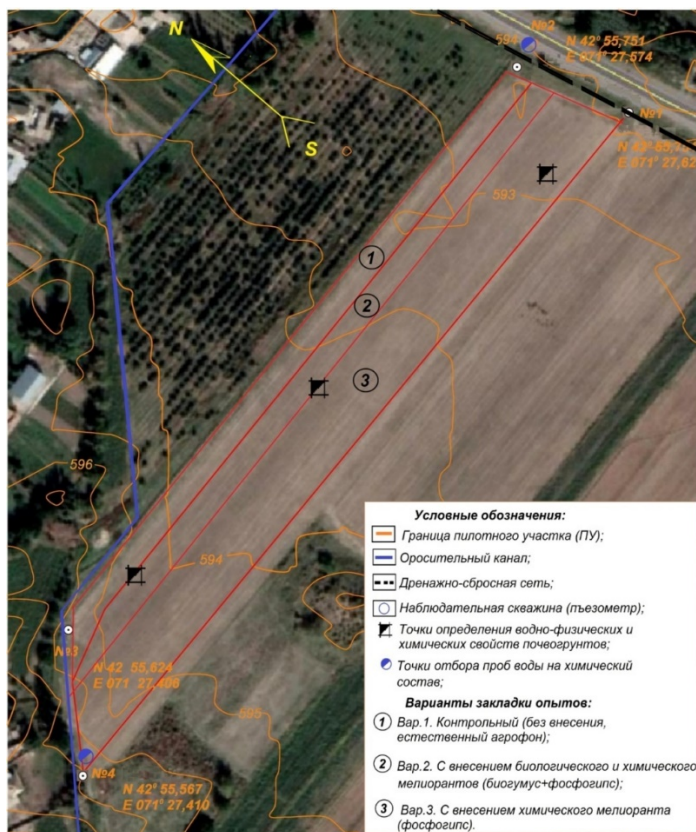 N
S
594
№2
N 42° 55,751
E 071° 27,574
№1
E 071° 27,62
593
1
2
3
596
594
595
№3
N 42 55,624
E 071 27,406
№4
N 42° 55,567
E 071° 27,410
Условные обозначения:
Граница пилотного участка (ПУ);
Оросительный канал;
Дренажно-сбросная сеть;
Наблюдательная скважина (пъезометр);
Точки определения водно-физических и
химических свойств почвогрунтов;
Точки отбора проб воды на химический
состав;
Варианты закладки опытов:
1 Вар.1. Контрольный (без внесения,
естественный агрофон);
2 Вар.2. С внесением биологического и химического
мелиорантов (биогумус+фосфогипс);
3 Вар.3. С внесением химического мелиоранта
(фосфогипс).